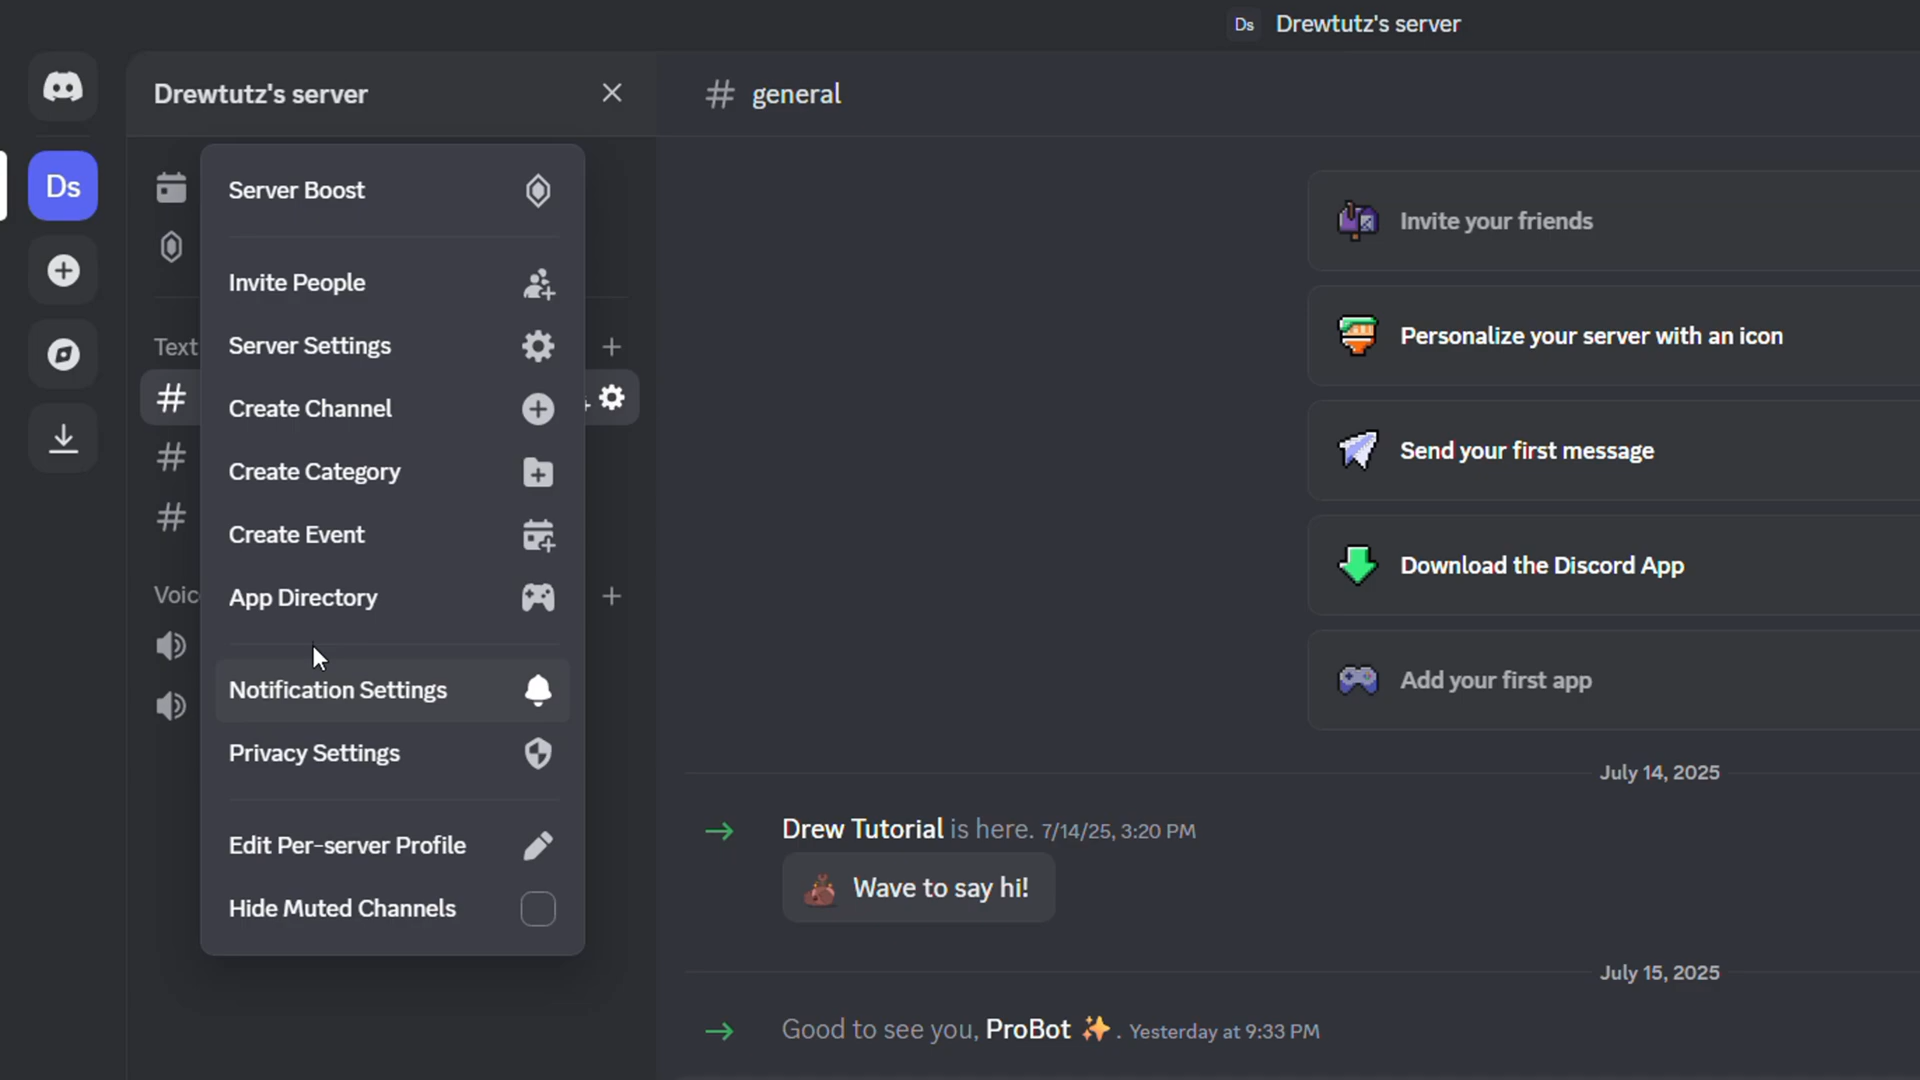 Ds Drewtutz's server
Drewtutz's server
# general
Ds
Server Boost
Invite People
Text
Server Settings
Create Channel
Create Category
Create Event
Voic
App Directory
Notification Settings
Privacy Settings
Edit Per-server Profile
Hide Muted Channels
Invite your friends
Personalize your server with an icon
Send your first message
Download the Discord App
Add your first app
July 14, 2025
Drew Tutorial is here. 7/14/25, 3:20 PM
Wave to say hi!
July 15, 2025
Good to see you, ProBot ✨. Yesterday at 9:33 PM